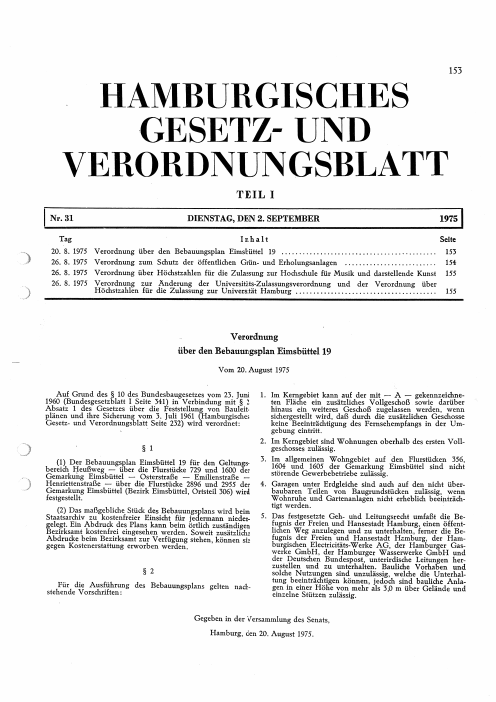 153
HAMBURGISCHES
GESETZ- UND
VERORDNUNGSBLATT
TEIL I
Nr. 31 DIENSTAG, DEN 2. SEPTEMBER 1975
Tag Inhalt Seite
20. 8. 1975 Verordnung über den Bebauungsplan Eimsbüttel 19 ........................................ 153
26. 8. 1975 Verordnung zum Schutz der öffentlichen Grün- und Erholungsanlagen ........................ 154
26. 8. 1975 Verordnung über Höchstzahlen für die Zulassung zur Hochschule für Musik und darstellende Kunst 155
26. 8. 1975 Verordnung zur Änderung der Universitäts-Zulassungsverordnung und der Verordnung über
Höchstzahlen für die Zulassung zur Universität Hamburg .................................... 155
Verordnung
über den Bebauungsplan Eimsbüttel 19
Vom 20. August 1975
Auf Grund des § 10 des Bundesbaugesetzes vom 23. Juni
1960 (Bundesgesetzblatt I Seite 341) in Verbindung mit §
Absatz 1 des Gesetzes über die Feststellung von Bauleit-
plänen und ihre Sicherung vom 3. Juli 1961 (Hamburgisches
Gesetz- und Verordnungsblatt Seite 232) wird verordnet:
§ 1
(1) Der Bebauungsplan Eimsbüttel 19 für den Geltungs-
bereich Heußweg — über die Flurstücke 729 und 1600 der
Gemarkung Eimsbüttel — Osterstraße — Emilienstraße —
Henriettenstraße — über die Flurstücke 2896 und 2955 der
Gemarkung Eimsbüttel (Bezirk Eimsbüttel, Ortsteil 306) wird
festgestellt.
(2) Das maßgebliche Stück des Bebauungsplans wird beim
Staatsarchiv zu kostenfreier Einsicht für jedermann nieder-
gelegt. Ein Abdruck des Plans kann beim örtlich zuständigen
Bezirksamt kostenfrei eingesehen werden. Soweit zusätzliche
Abdrucke beim Bezirksamt zur Verfügung stehen, können sie
gegen Kostenerstattung erworben werden.
§ 2
Für die Ausführung des Bebauungsplans gelten nach-
stehende Vorschriften:
1. Im Kerngebiet kann auf der mit — A — gekennzeichne-
ten Fläche ein zusätzliches Vollgeschoß sowie darüber
hinaus ein weiteres Geschoß zugelassen werden, wenn
sichergestellt wird, daß durch die zusätzlichen Geschosse
keine Beeinträchtigung des Fernsehempfangs in der Um-
gebung eintritt.
2. Im Kerngebiet sind Wohnungen oberhalb des ersten Voll-
geschosses zulässig.
3. Im allgemeinen Wohngebiet auf den Flurstücken 356,
1604 und 1605 der Gemarkung Eimsbüttel sind nicht
störende Gewerbebetriebe zulässig.
4. Garagen unter Erdgleiche sind auch auf den nicht über-
baubaren Teilen von Baugrundstücken zulässig, wenn
Wohnruhe und Gartenanlagen nicht erheblich beeinträch-
tigt werden.
5. Das festgesetzte Geh- und Leitungsrecht umfaßt die Be-
fugnis der Freien und Hansestadt Hamburg, einen öffent-
lichen Weg anzulegen und zu unterhalten, ferner die Be-
fugnis der Freien und Hansestadt Hamburg, der Ham-
burgischen Electricitäts-Werke AG, der Hamburger Gas-
werke GmbH, der Hamburger Wasserwerke GmbH und
der Deutschen Bundespost, unterirdische Leitungen her-
zustellen und zu unterhalten. Bauliche Vorhaben und
solche Nutzungen sind unzulässig, welche die Unterhal-
tung beeinträchtigen können, jedoch sind bauliche Anla-
gen in einer Höhe von mehr als 3,0 m über Gelände und
einzelne Stützen zulässig.
Gegeben in der Versammlung des Senats,
Hamburg, den 20. August 1975.